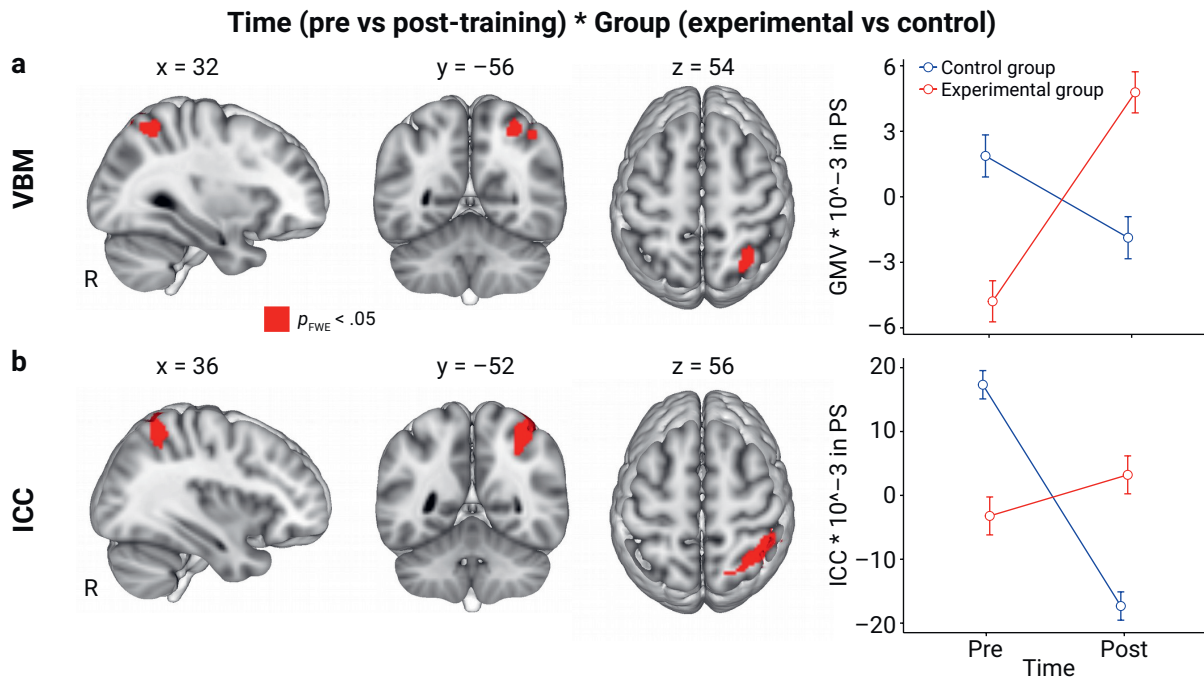 Time (pre vs post-training) * Group (experimental vs control)
a
VBM
x = 32
y = −56
z = 54
R
p FWE < .05
GMV * 10^−3 in PS
6
3
0
−3
−6
Control group
Experimental group
b
ICC
x = 36
y = −52
z = 56
R
ICC * 10^−3 in PS
20
10
0
−10
−20
Pre
Post
Time